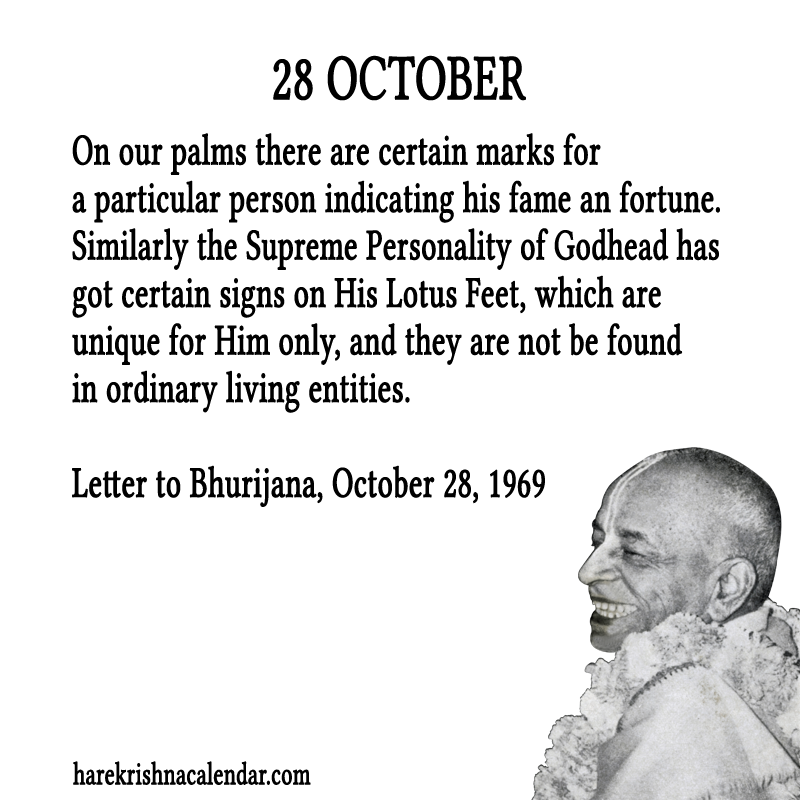 28 OCTOBER
On our palms there are certain marks for
a particular person indicating his fame an fortune.
Similarly the Supreme Personality of Godhead has
got certain signs on His Lotus Feet, which are
unique for Him only, and they are not be found
in ordinary living entities.
Letter to Bhurijana, October 28, 1969
harekrishnacalendar.com